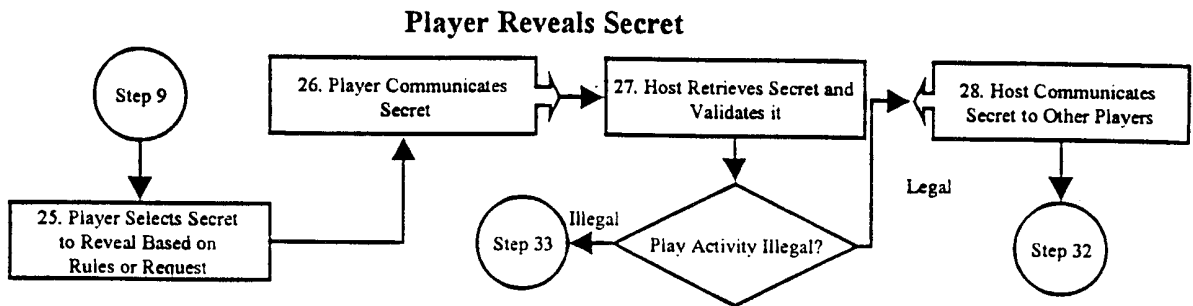 Player Reveals Secret
Step 9
25. Player Selects Secret
to Reveal Based on
Rules or Request
26. Player Communicates
Secret
27. Host Retrieves Secret and
Validates it
Play Activity Illegal?
Illegal
Step 33
Legal
28. Host Communicates
Secret to Other Players
Step 32